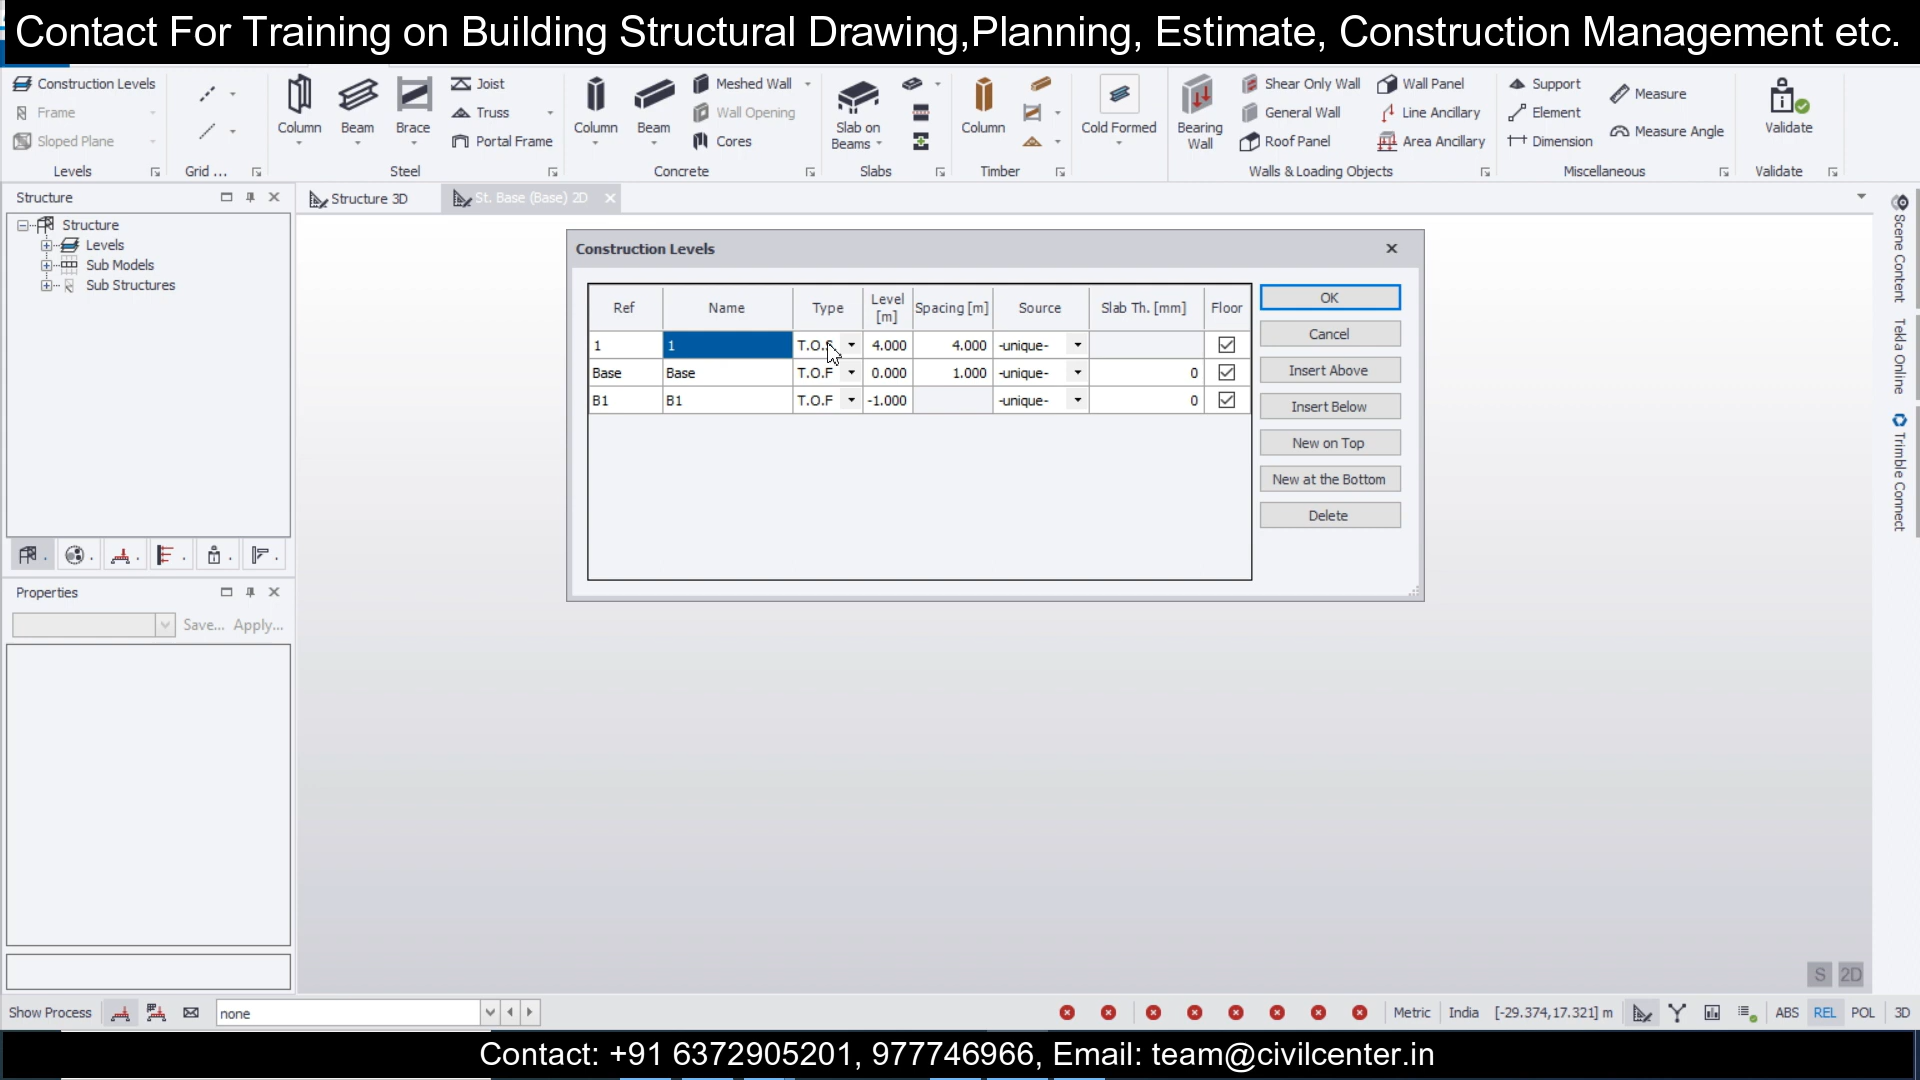 Contact For Training on Building Structural Drawing,Planning, Estimate, Construction Management etc.
Construction Levels
Frame
Sloped Plane
Levels
Grid ...
Column
Beam
Brace
Joist
Truss
Portal Frame
Steel
Column
Beam
Meshed Wall
Wall Opening
Cores
Concrete
Slab on
Beams
Slabs
Column
Timber
Cold Formed
Bearing
Wall
Shear Only Wall
General Wall
Roof Panel
Wall Panel
Line Ancillary
Area Ancillary
Walls & Loading Objects
Support
Element
Dimension
Measure
Measure Angle
Miscellaneous
Validate
Validate
Structure
Structure 3D
St. Base (Base) 2D
Structure
Levels
Sub Models
Sub Structures
Properties
Save... Apply...
Construction Levels
Ref Name Type Level [m] Spacing [m] Source Slab Th. [mm] Floor
1 1 T.O.F 4.000 4.000 -unique-
Base Base T.O.F 0.000 1.000 -unique- 0
B1 B1 T.O.F -1.000 -unique- 0
OK
Cancel
Insert Above
Insert Below
New on Top
New at the Bottom
Delete
Scene Content
Tekla Online
Trimble Connect
S 2D
Show Process none Metric India [-29.374,17.321] m ABS REL POL 3D
Contact: +91 6372905201, 977746966, Email: team@civilcenter.in